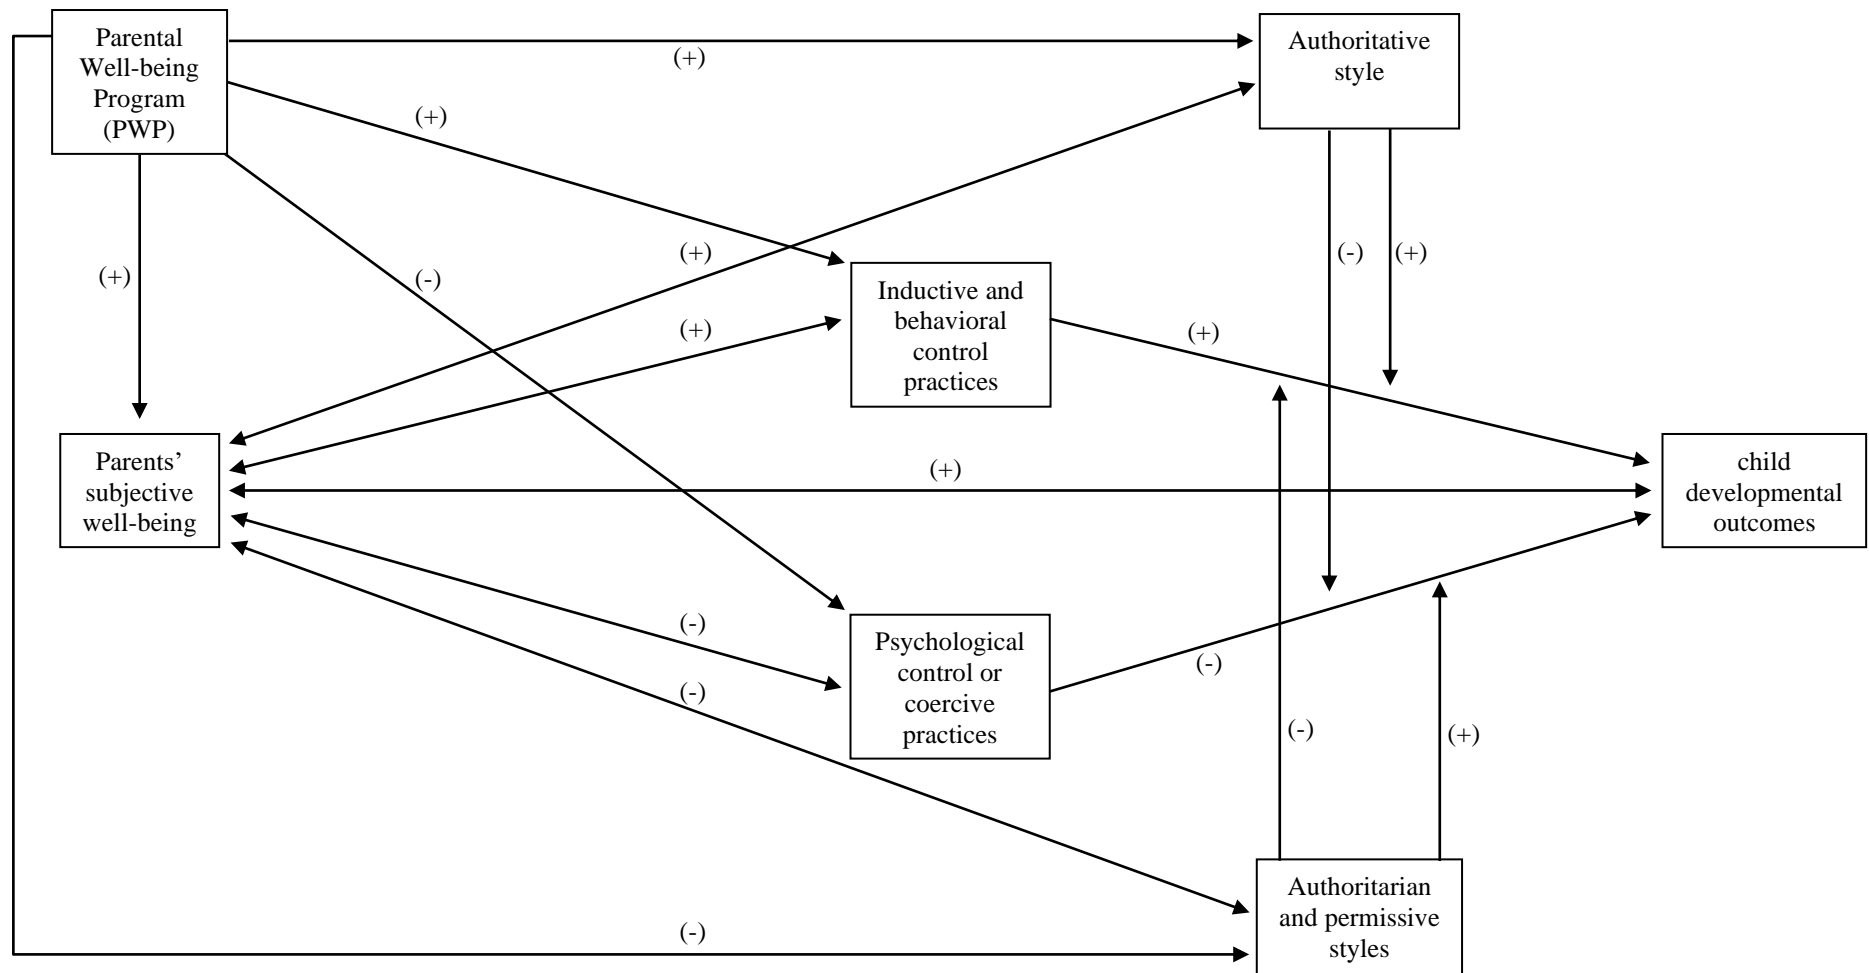 Parental
Well-being
Program
(PWP)
Authoritative
style
(+)
(+)
(+)
(-)
(+)
(+)
(-)
Inductive and
behavioral
control
practices
(+)
(+)
Parents’
subjective
well-being
(+)
child
developmental
outcomes
(-)
Psychological
control or
coercive
practices
(-)
(-)
(-)
(+)
Authoritarian
and permissive
styles
(-)